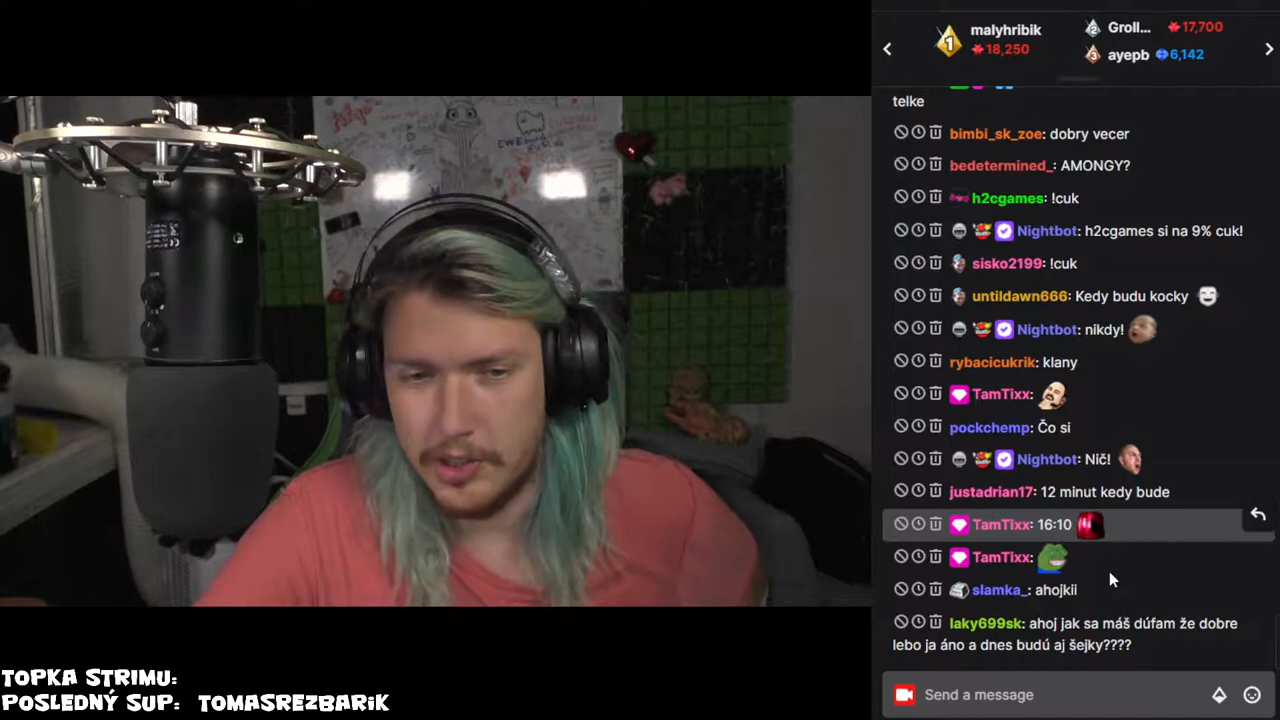 malyhribik
18,250
Groll... 17,700
ayepb 6,142
telke
bimbi_sk_zoe: dobry vecer
bedetermined_: AMONGY?
h2cgames: !cuk
Nightbot: h2cgames si na 9% cuk!
sisko2199: !cuk
untildawn666: Kedy budu kocky
Nightbot: nikdy!
rybacicukrik: klany
TamTixx:
pockchemp: Čo si
Nightbot: Nič!
justadrian17: 12 minut kedy bude
TamTixx: 16:10
TamTixx:
slamka_: ahojkii
laky699sk: ahoj jak sa máš dúfam že dobre
lebo ja áno a dnes budú aj šejky????
Send a message
TOPKA STRIMU:
POSLEDNÝ SUP: TOMASREZBARIK